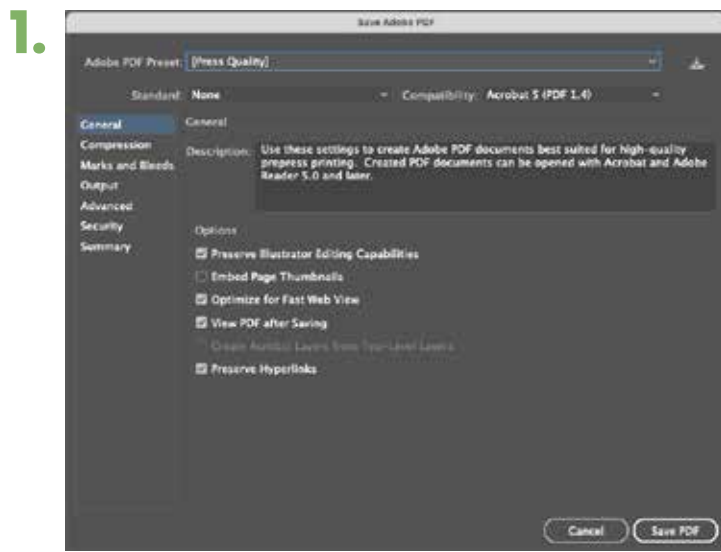 1.
Save Adobe PDF
Adobe PDF Preset: [Press Quality]
Standard: None Compatibility: Acrobat 5 (PDF 1.4)
General
Compression
Marks and Bleeds
Output
Advanced
Security
Summary
General
Description: Use these settings to create Adobe PDF documents best suited for high-quality
prepress printing. Created PDF documents can be opened with Acrobat and Adobe
Reader 5.0 and later.
Options
Preserve Illustrator Editing Capabilities
Embed Page Thumbnails
Optimize for Fast Web View
View PDF after Saving
Create Acrobat Layers from Top-Level Layers
Preserve Hyperlinks
Cancel Save PDF